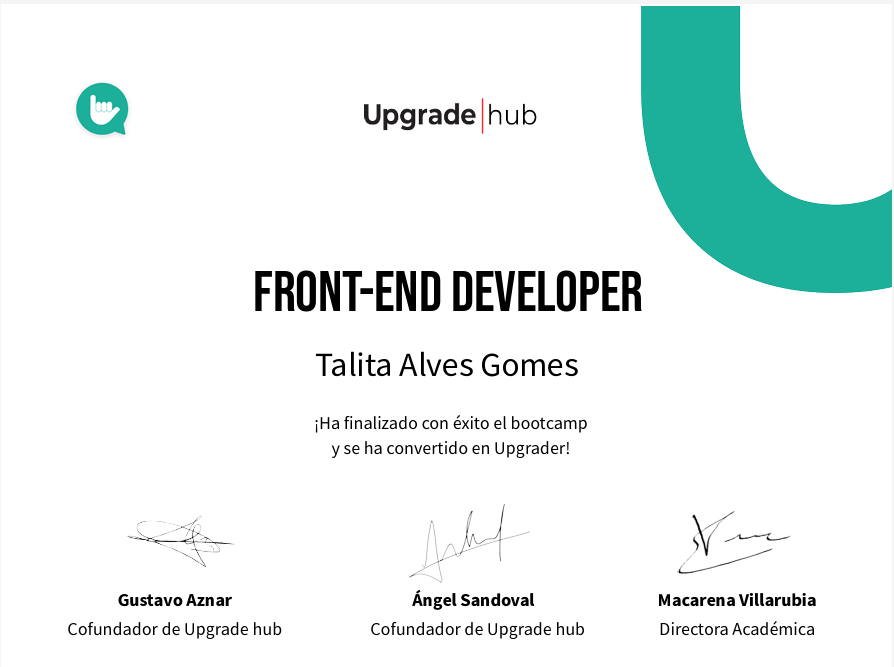 Upgrade hub
FRONT-END DEVELOPER
Talita Alves Gomes
¡Ha finalizado con éxito el bootcamp
y se ha convertido en Upgrader!
Gustavo Aznar
Cofundador de Upgrade hub
Ángel Sandoval
Cofundador de Upgrade hub
Macarena Villarubia
Directora Académica